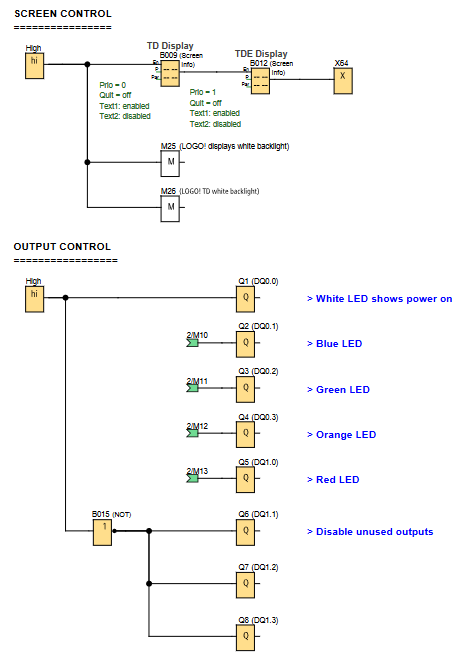 SCREEN CONTROL
================
High
hi
TD Display
B009 (Screen
Info)
En
P..
Par
Prio = 0
Quit = off
Text1: enabled
Text2: disabled
TDE Display
B012 (Screen
Info)
En
P..
Par
Prio = 1
Quit = off
Text1: enabled
Text2: disabled
X64
X
M25 (LOGO! displays white backlight)
M
M26 (LOGO! TD white backlight)
M
OUTPUT CONTROL
=================
High
hi
Q1 (DQ0.0)
Q
> White LED shows power on
Q2 (DQ0.1)
2/M10
Q
> Blue LED
Q3 (DQ0.2)
2/M11
Q
> Green LED
Q4 (DQ0.3)
2/M12
Q
> Orange LED
Q5 (DQ1.0)
2/M13
Q
> Red LED
B015 (NOT)
1
Q6 (DQ1.1)
Q
> Disable unused outputs
Q7 (DQ1.2)
Q
Q8 (DQ1.3)
Q